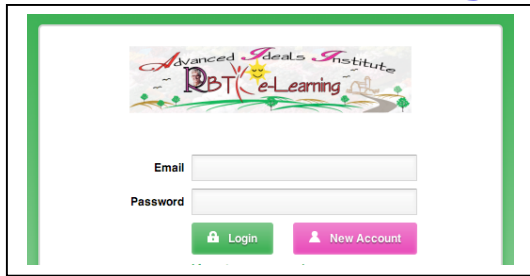 Advanced Ideals Institute
RBT e-Learning
Email
Password
Login
New Account